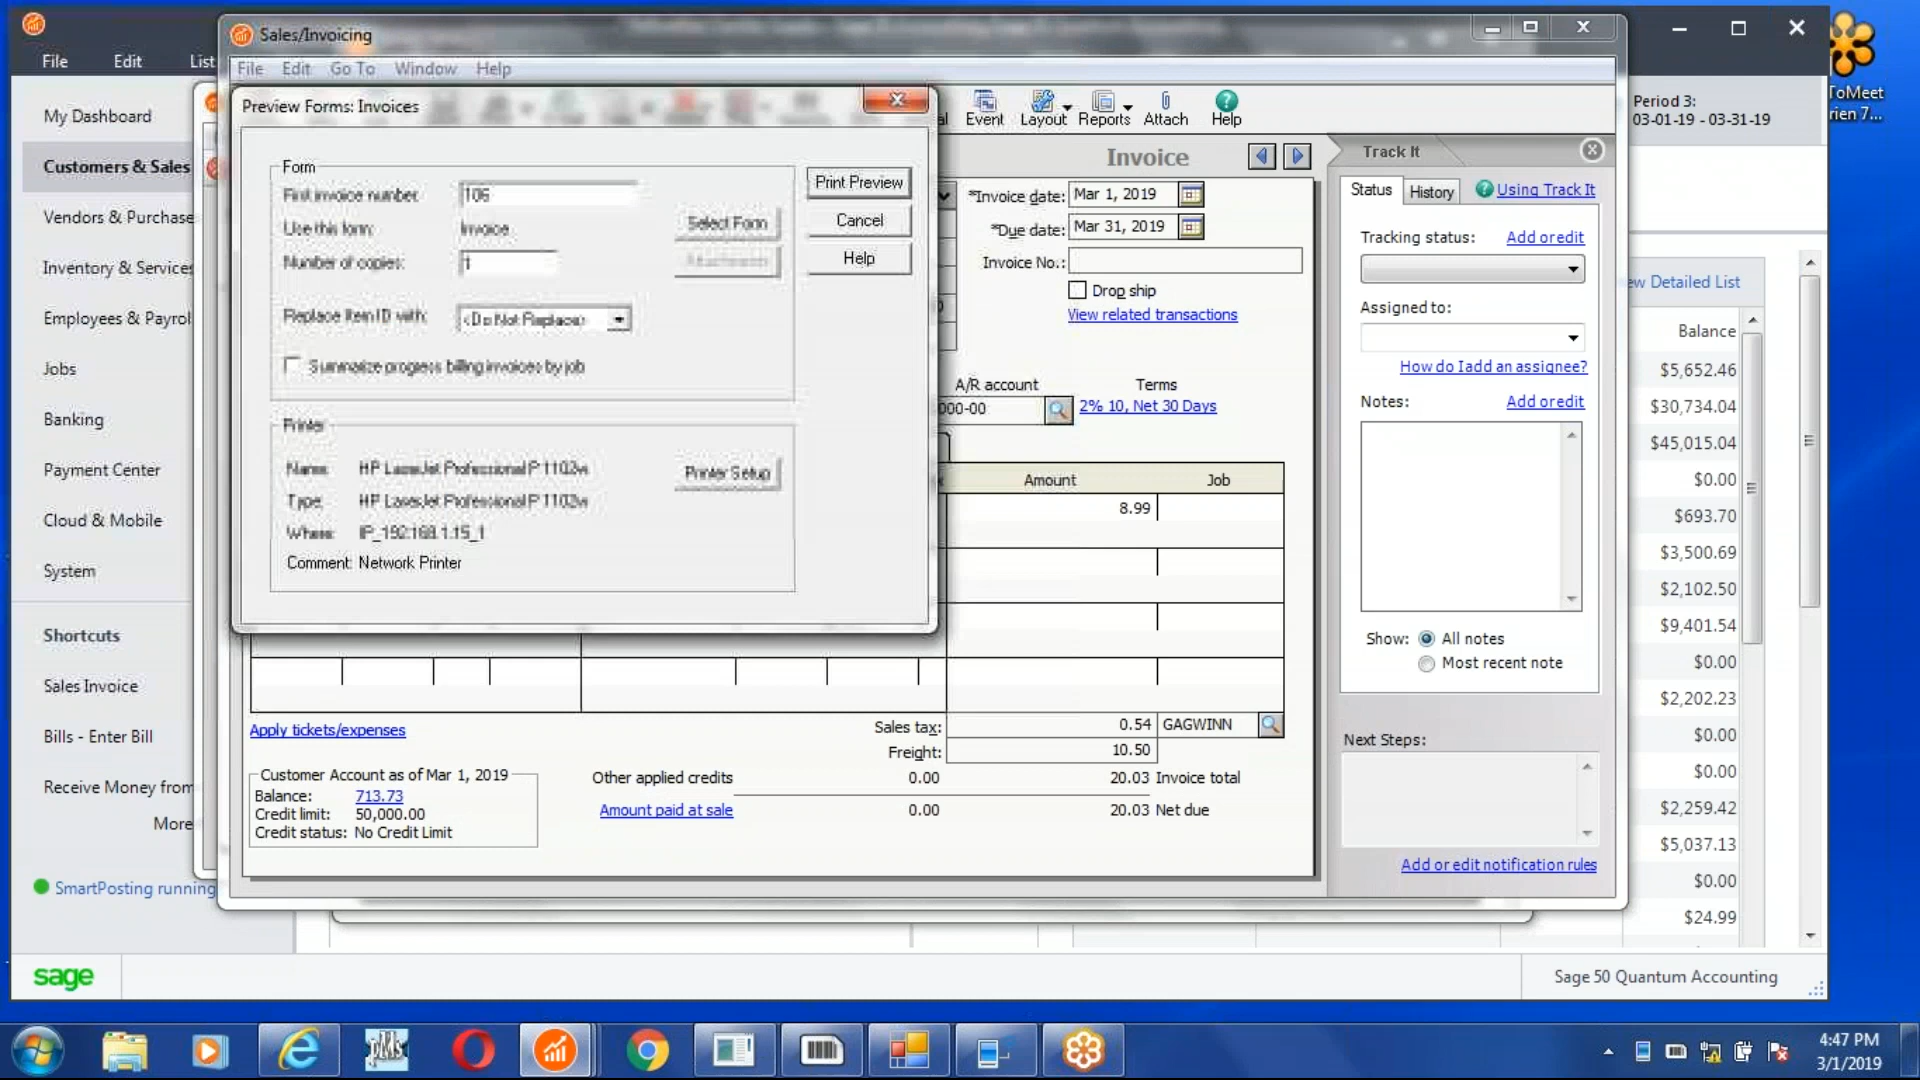 Sales/Invoicing
File Edit List
File Edit Go To Window Help
Preview Forms: Invoices
Event Layout Reports Attach Help
Period 3:
03-01-19 - 03-31-19
ToMeet
rien 7...
My Dashboard
Customers & Sales
Vendors & Purchase
Inventory & Services
Employees & Payrol
Jobs
Banking
Payment Center
Cloud & Mobile
System
Shortcuts
Sales Invoice
Bills - Enter Bill
Receive Money from
More
SmartPosting running
sage
Form
First invoice number: 106
Use this form: Invoice
Number of copies: 1
Replace Item ID with: <Do Not Replace>
Summarize progress billing invoices by job
Select Form
Attachments
Print Preview
Cancel
Help
Printer
Name: HP LaserJet Professional P 1102w
Type: HP LaserJet Professional P 1102w
Where: IP_192.168.1.15_1
Comment: Network Printer
Printer Setup
Invoice
*Invoice date: Mar 1, 2019
*Due date: Mar 31, 2019
Invoice No.:
Drop ship
View related transactions
A/R account Terms
000-00 2% 10, Net 30 Days
Amount Job
8.99
Apply tickets/expenses
Sales tax: 0.54 GAGWINN
Freight: 10.50
Customer Account as of Mar 1, 2019
Balance: 713.73
Credit limit: 50,000.00
Credit status: No Credit Limit
Other applied credits 0.00 20.03 Invoice total
Amount paid at sale 0.00 20.03 Net due
Track It
Status History Using Track It
Tracking status: Add or edit
Assigned to:
How do I add an assignee?
Notes: Add or edit
Show: All notes
Most recent note
Next Steps:
Add or edit notification rules
ew Detailed List
Balance
$5,652.46
$30,734.04
$45,015.04
$0.00
$693.70
$3,500.69
$2,102.50
$9,401.54
$0.00
$2,202.23
$0.00
$0.00
$2,259.42
$5,037.13
$0.00
$24.99
Sage 50 Quantum Accounting
4:47 PM
3/1/2019